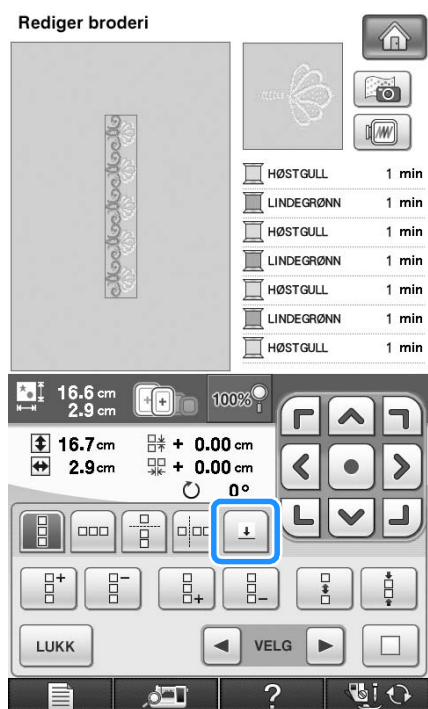 Rediger broderi
HØSTGULL 1 min
LINDEGRØNN 1 min
HØSTGULL 1 min
LINDEGRØNN 1 min
HØSTGULL 1 min
LINDEGRØNN 1 min
HØSTGULL 1 min
16.6 cm
2.9 cm
100%
16.7 cm + 0.00 cm
2.9 cm + 0.00 cm
0°
LUKK
VELG
?